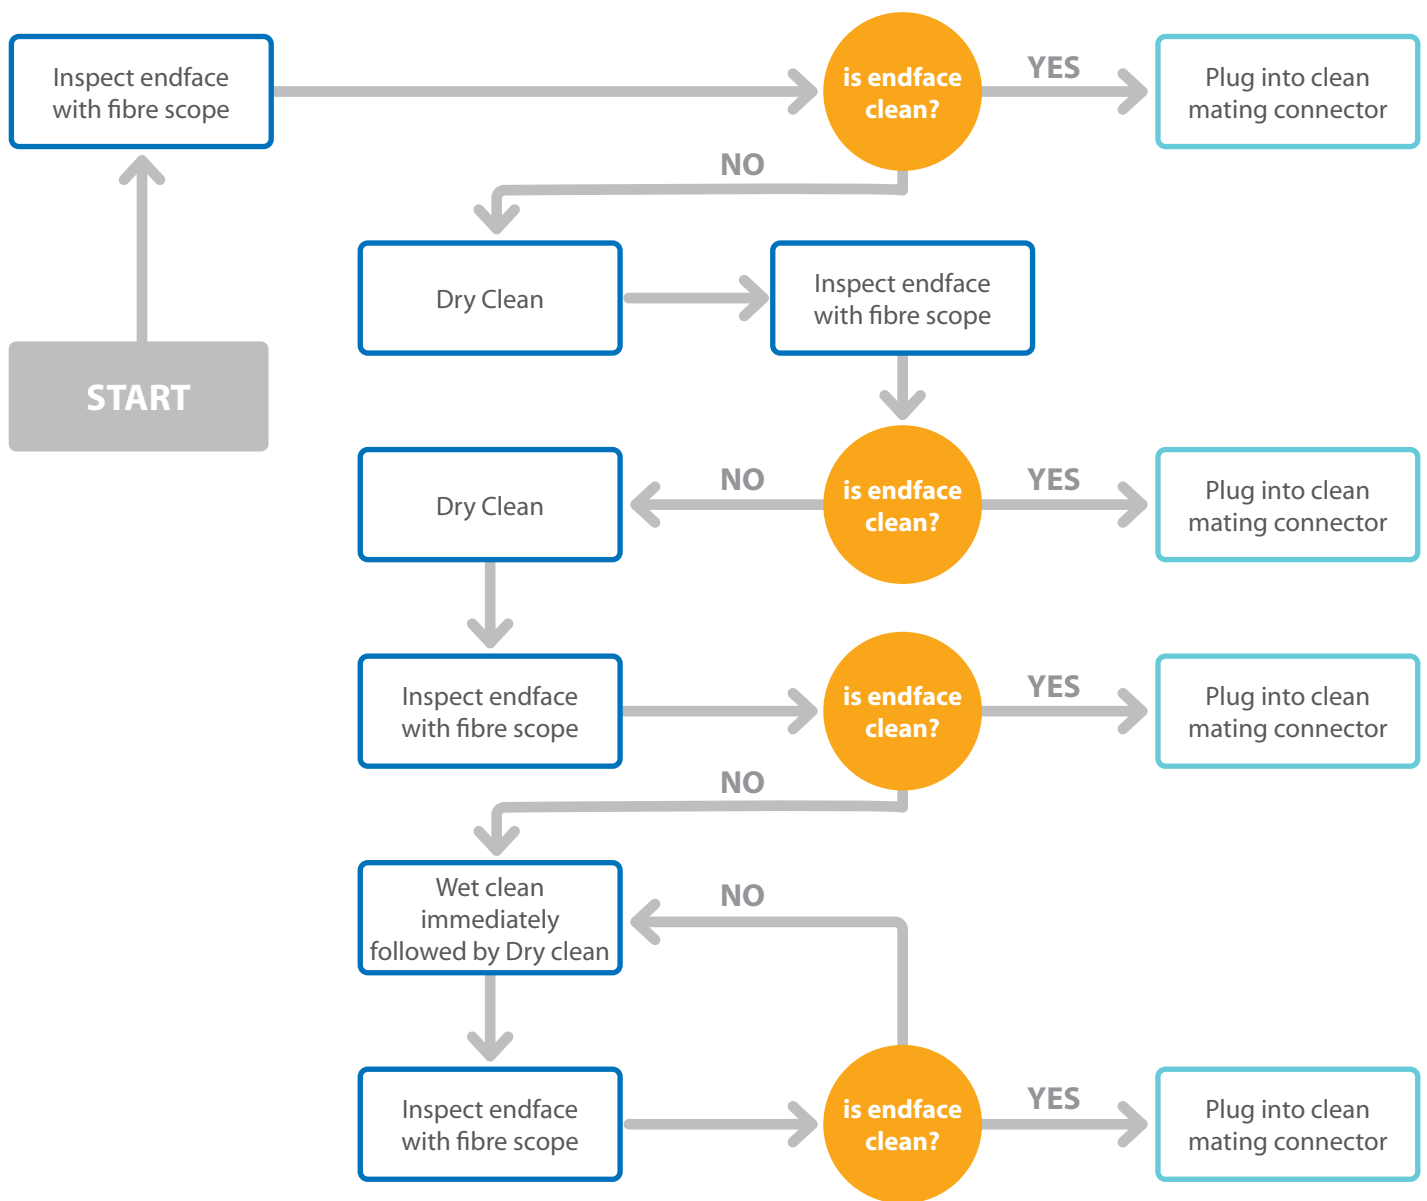 Inspect endface
with fibre scope
is endface
clean?
YES
Plug into clean
mating connector
NO
Dry Clean
Inspect endface
with fibre scope
START
Dry Clean
NO
is endface
clean?
YES
Plug into clean
mating connector
Inspect endface
with fibre scope
is endface
clean?
YES
Plug into clean
mating connector
NO
Wet clean
immediately
followed by Dry clean
NO
Inspect endface
with fibre scope
is endface
clean?
YES
Plug into clean
mating connector